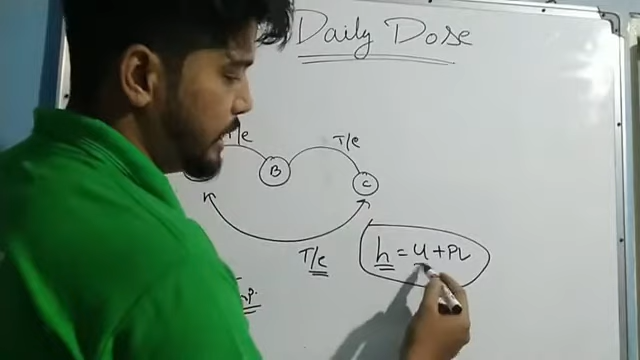 Daily Dose
T/e
T/e
B
C
T/e
h = u + PV